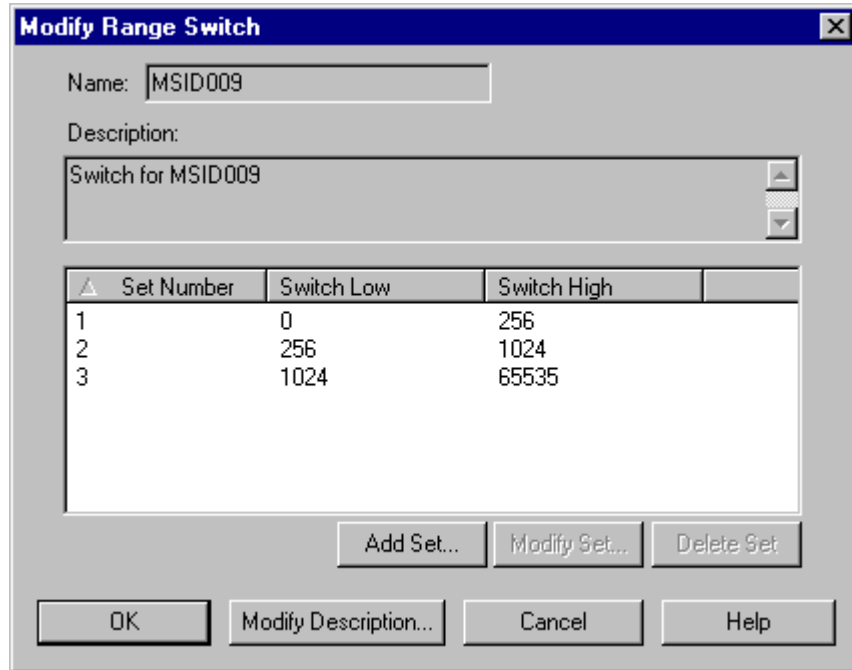 Modify Range Switch
Name: MSID009
Description:
Switch for MSID009
Set Number Switch Low Switch High
1 0 256
2 256 1024
3 1024 65535
Add Set... Modify Set... Delete Set
OK Modify Description... Cancel Help